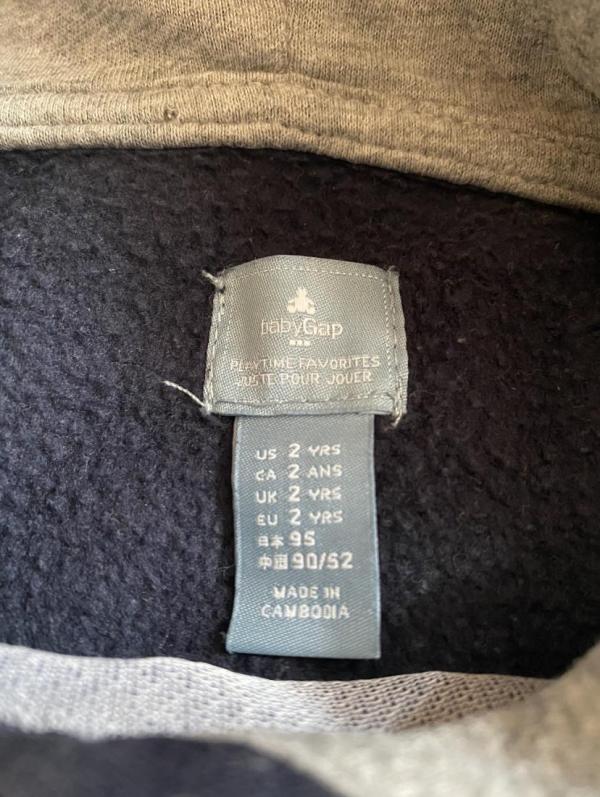 babyGap
PLAYTIME FAVORITES
JUSTE POUR JOUER
US 2 YRS
CA 2 ANS
UK 2 YRS
EU 2 YRS
日本 95
中国 90/52
MADE IN
CAMBODIA